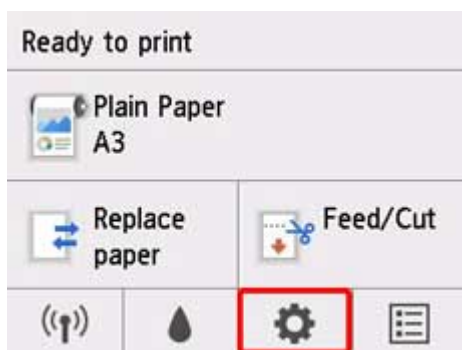 Ready to print
Plain Paper
A3
Replace
paper
Feed/Cut